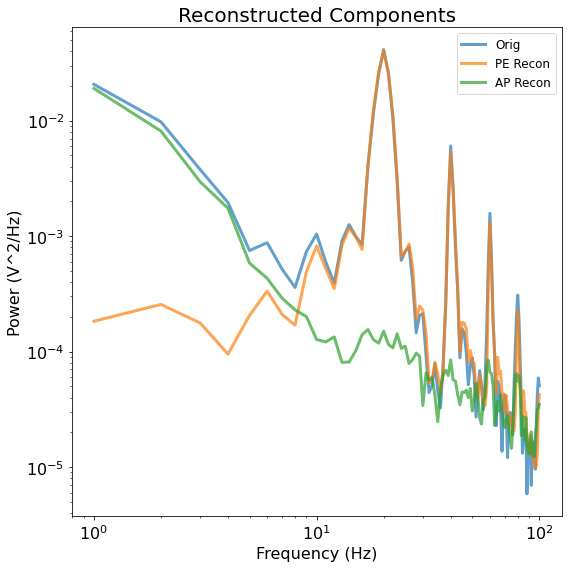 Reconstructed Components
Orig
PE Recon
AP Recon
Power (V^2/Hz)
10⁻²
10⁻³
10⁻⁴
10⁻⁵
10⁰
10¹
10²
Frequency (Hz)